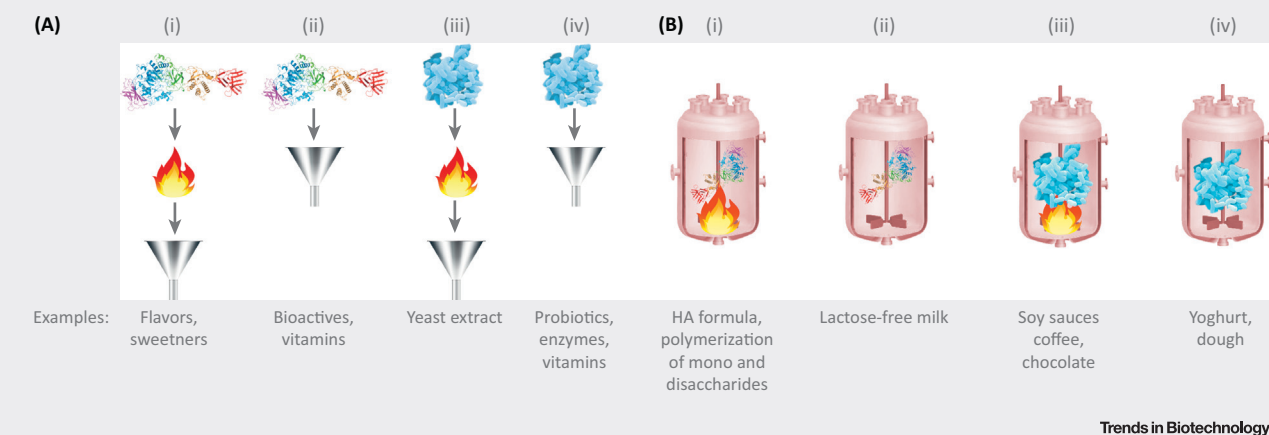 (A) (i) (ii) (iii) (iv) (B) (i) (ii) (iii) (iv)
Examples: Flavors, sweetners
Bioactives, vitamins
Yeast extract
Probiotics, enzymes, vitamins
HA formula, polymerization of mono and disaccharides
Lactose-free milk
Soy sauces coffee, chocolate
Yoghurt, dough
Trends in Biotechnology